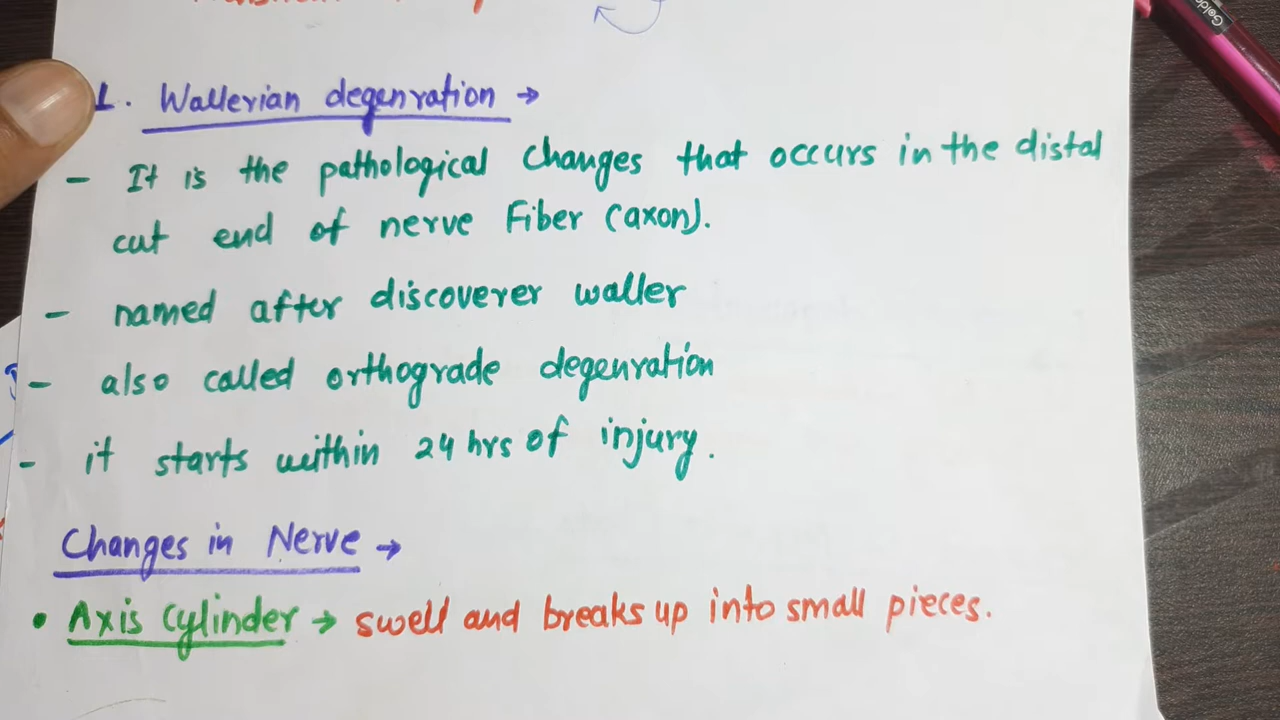 1. Wallerian degenration →
- It is the pathological changes that occurs in the distal
cut end of nerve Fiber (axon).
- named after discoverer waller
- also called orthograde degenration
- it starts within 24 hrs of injury.
Changes in Nerve →
• Axis Cylinder → swell and breaks up into small pieces.